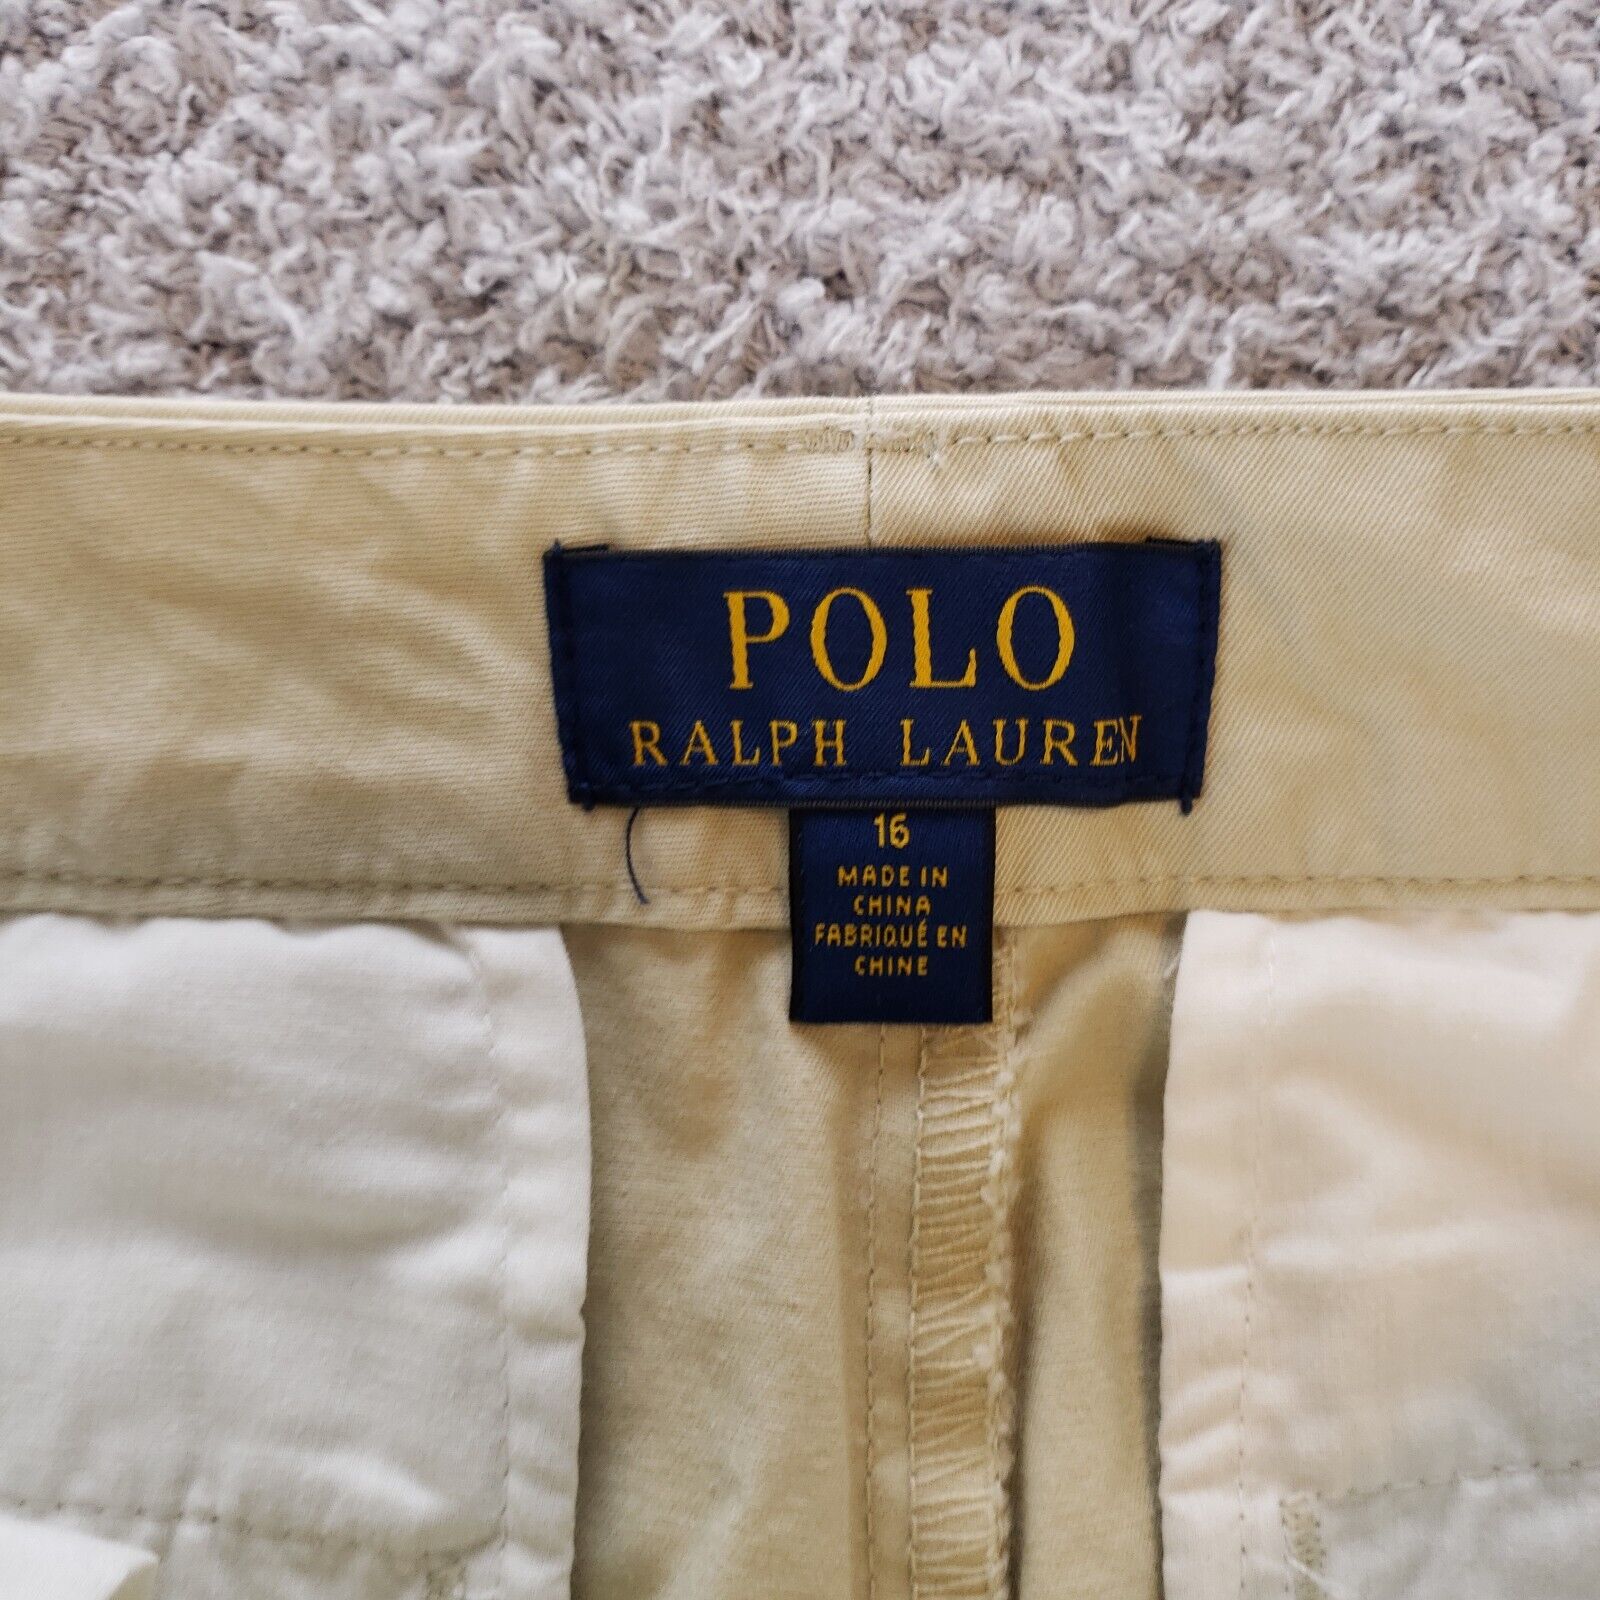 POLO
RALPH LAUREN
16
MADE IN
CHINA
FABRIQUÉ EN
CHINE